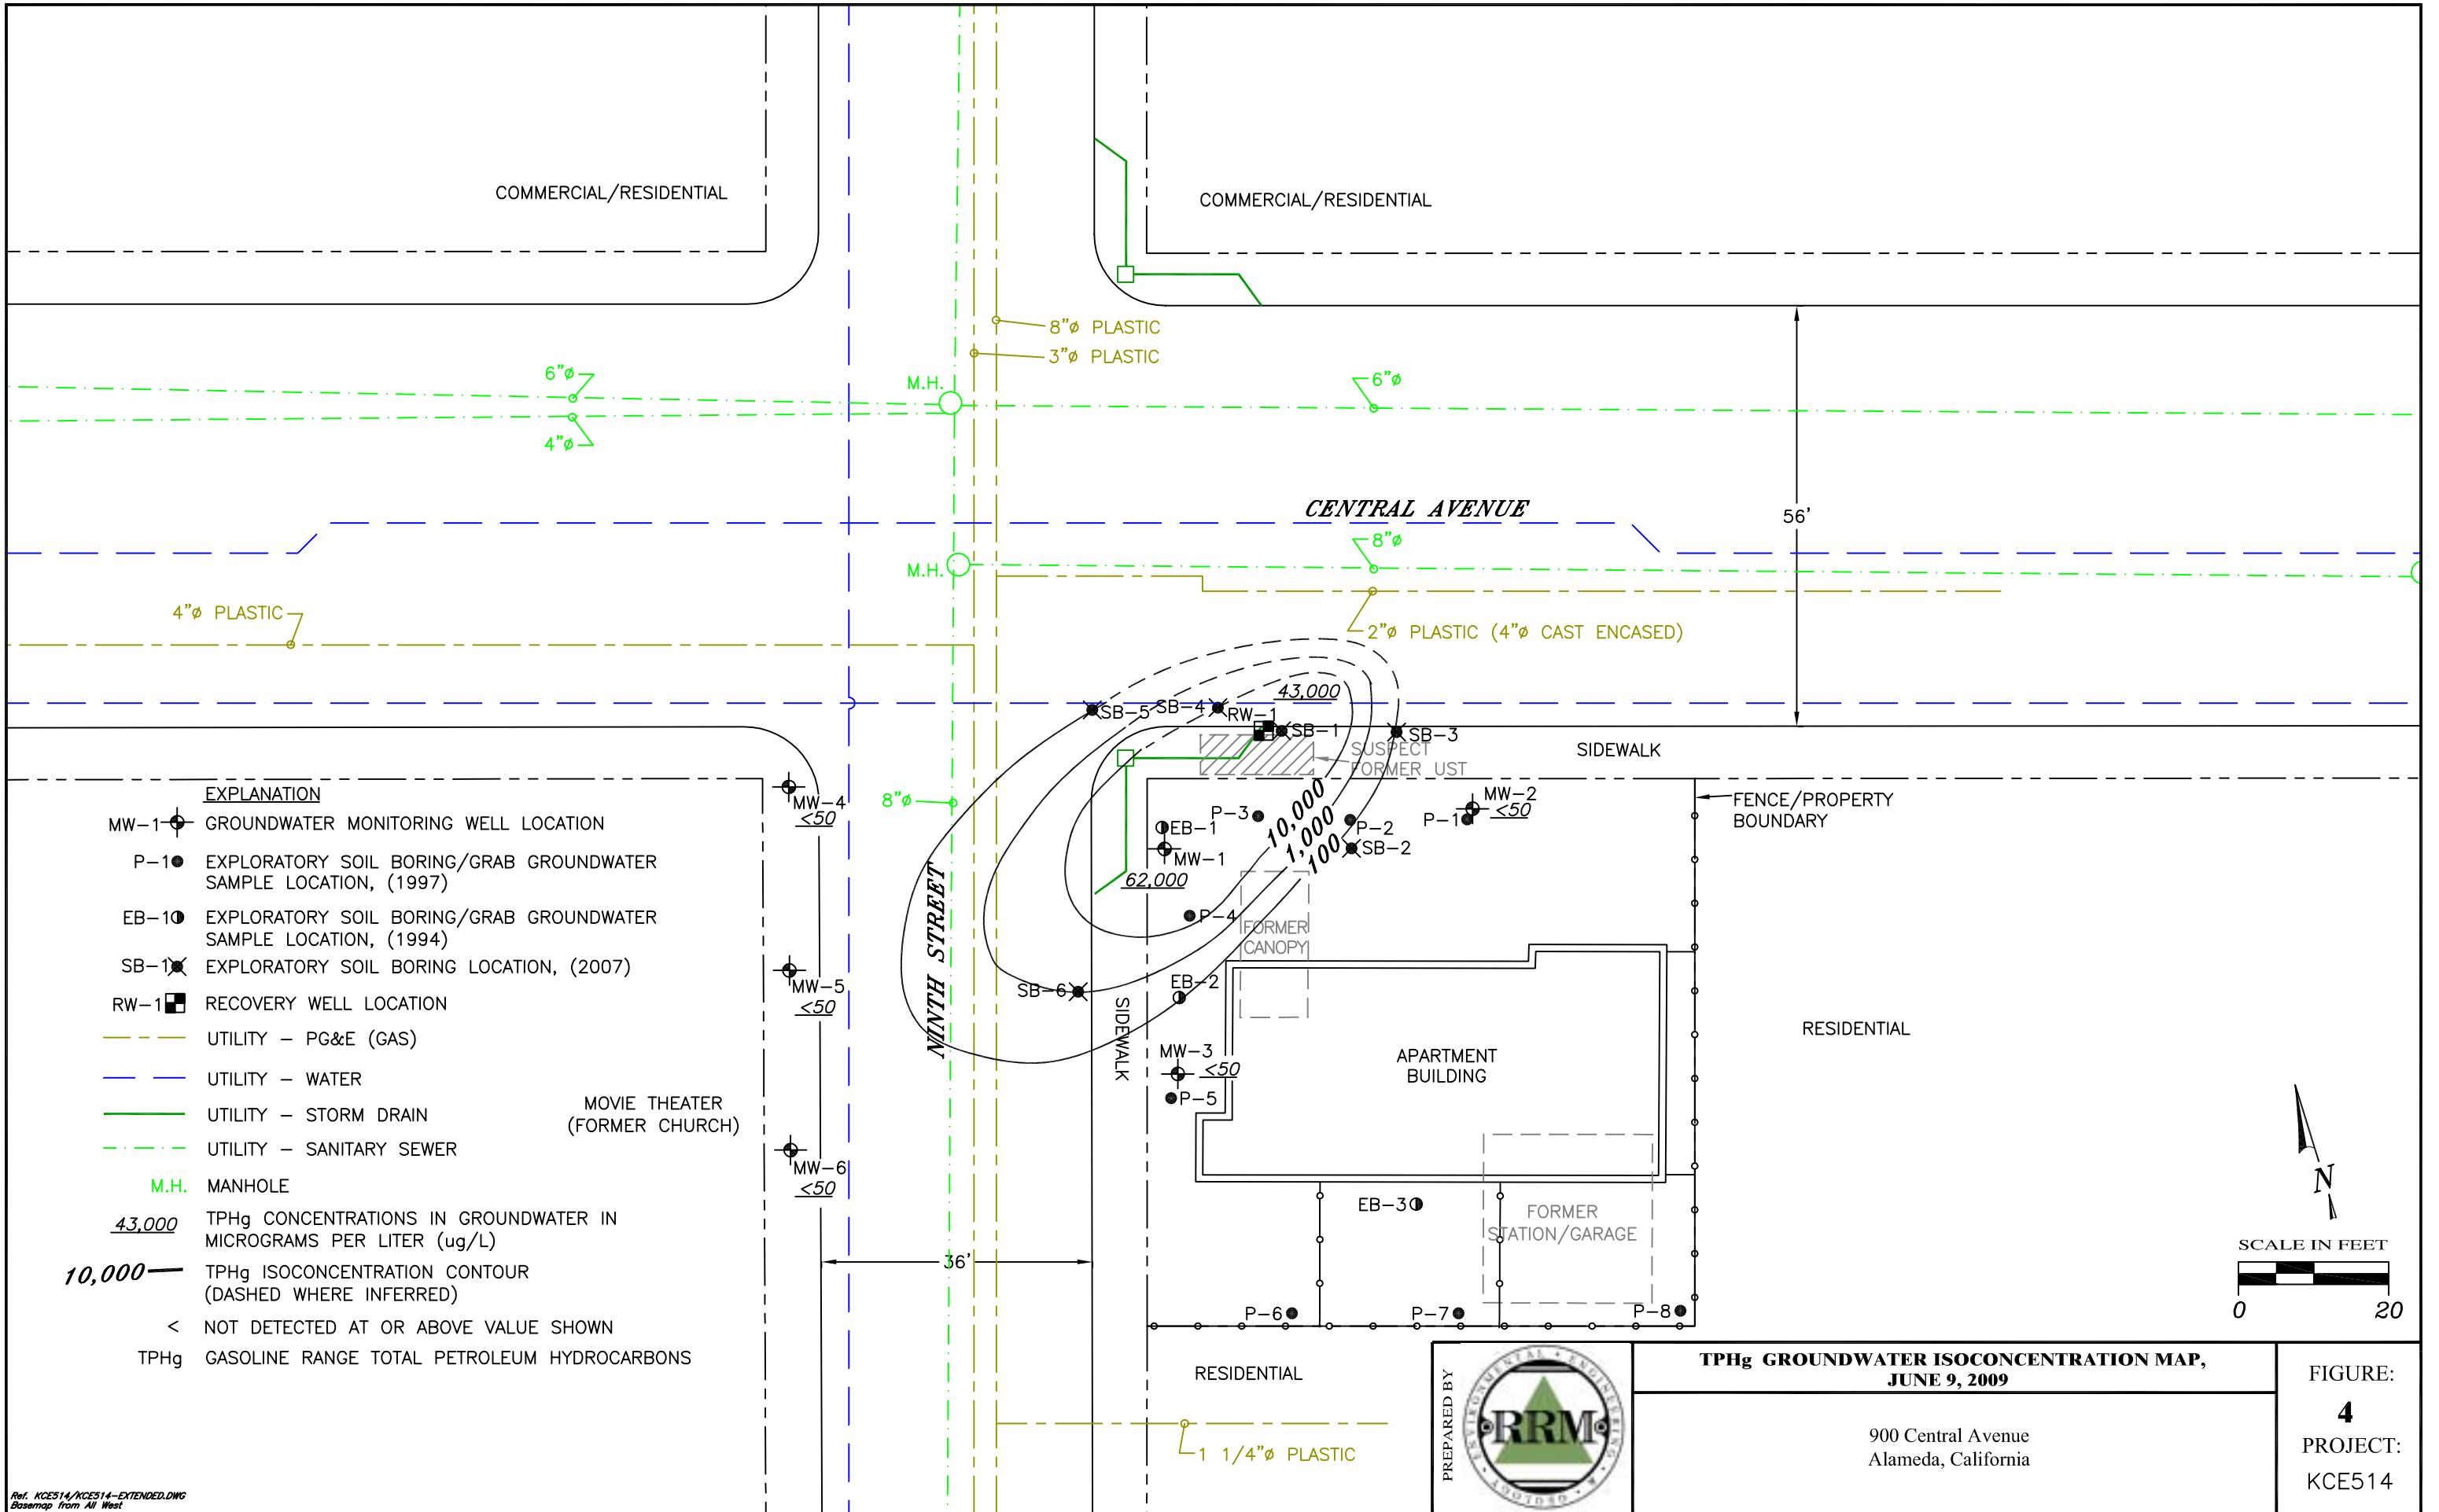 COMMERCIAL/RESIDENTIAL
COMMERCIAL/RESIDENTIAL
8"ø PLASTIC
3"ø PLASTIC
6"ø
M.H.
6"ø
4"ø
CENTRAL AVENUE
56'
8"ø
M.H.
4"ø PLASTIC
2"ø PLASTIC (4"ø CAST ENCASED)
43,000
SB-5
SB-4
RW-1
SB-1
SB-3
SUSPECT
FORMER UST
SIDEWALK
EXPLANATION
MW-1 GROUNDWATER MONITORING WELL LOCATION
P-1 EXPLORATORY SOIL BORING/GRAB GROUNDWATER
SAMPLE LOCATION, (1997)
EB-1 EXPLORATORY SOIL BORING/GRAB GROUNDWATER
SAMPLE LOCATION, (1994)
SB-1 EXPLORATORY SOIL BORING LOCATION, (2007)
RW-1 RECOVERY WELL LOCATION
UTILITY - PG&E (GAS)
UTILITY - WATER
UTILITY - STORM DRAIN
UTILITY - SANITARY SEWER
M.H. MANHOLE
43,000 TPHg CONCENTRATIONS IN GROUNDWATER IN
MICROGRAMS PER LITER (ug/L)
10,000 TPHg ISOCONCENTRATION CONTOUR
(DASHED WHERE INFERRED)
< NOT DETECTED AT OR ABOVE VALUE SHOWN
TPHg GASOLINE RANGE TOTAL PETROLEUM HYDROCARBONS
MOVIE THEATER
(FORMER CHURCH)
MW-4
<50
MW-5
<50
MW-6
<50
8"ø
NINTH STREET
36'
P-3
EB-1
MW-1
62,000
P-4
10,000
1,000
100
P-2
SB-2
P-1
MW-2
<50
FENCE/PROPERTY
BOUNDARY
FORMER
CANOPY
SB-6
EB-2
SIDEWALK
MW-3
<50
P-5
APARTMENT
BUILDING
RESIDENTIAL
EB-3
FORMER
STATION/GARAGE
P-6
P-7
P-8
RESIDENTIAL
1 1/4"ø PLASTIC
N
SCALE IN FEET
0 20
PREPARED BY
ENVIRONMENTAL • ENGINEERING • & GEOLOGY •
RRM
TPHg GROUNDWATER ISOCONCENTRATION MAP,
JUNE 9, 2009
900 Central Avenue
Alameda, California
FIGURE:
4
PROJECT:
KCE514
Ref. KCE514/KCE514-EXTENDED.DWG
Basemap from All West